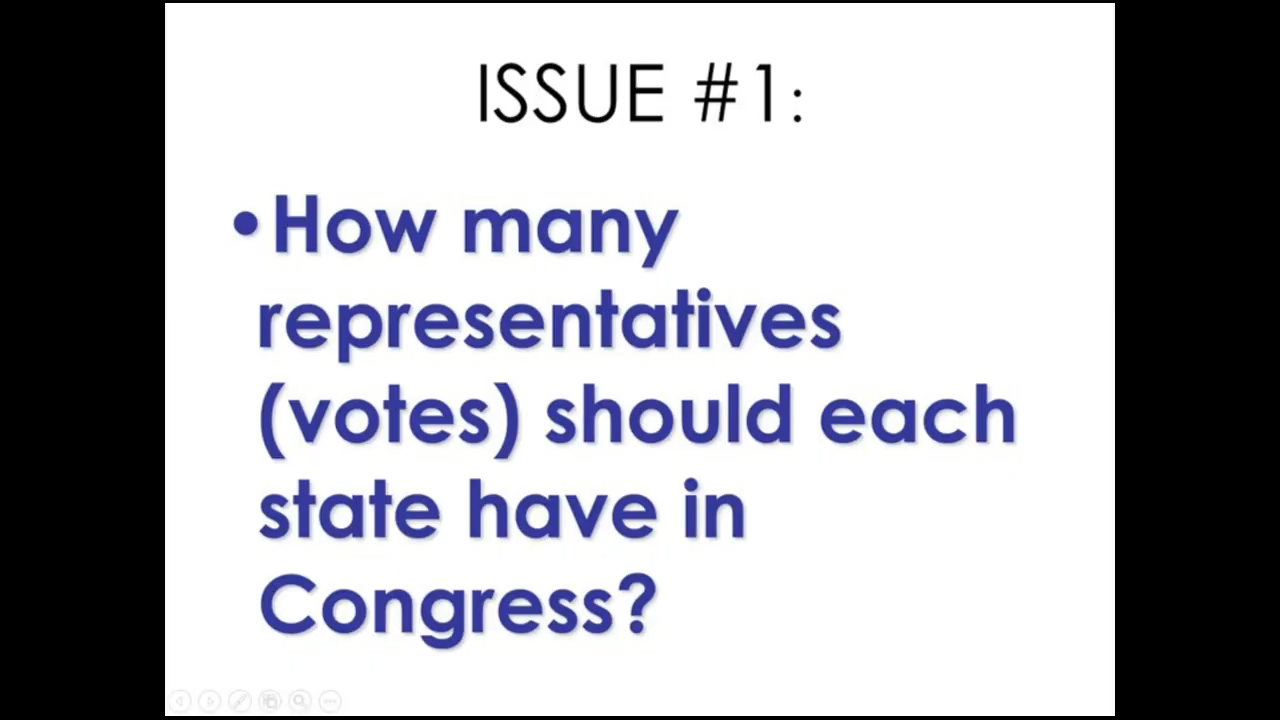 ISSUE #1:
•How many
representatives
(votes) should each
state have in
Congress?